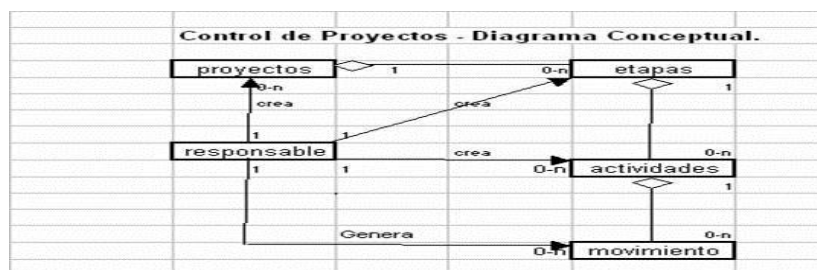 Control de Proyectos - Diagrama Conceptual.
proyectos 1 0-n etapas
0-n 1
crea crea
1 1
responsable crea 0-n
1 1 0-n actividades
1
Genera 0-n
0-n movimiento